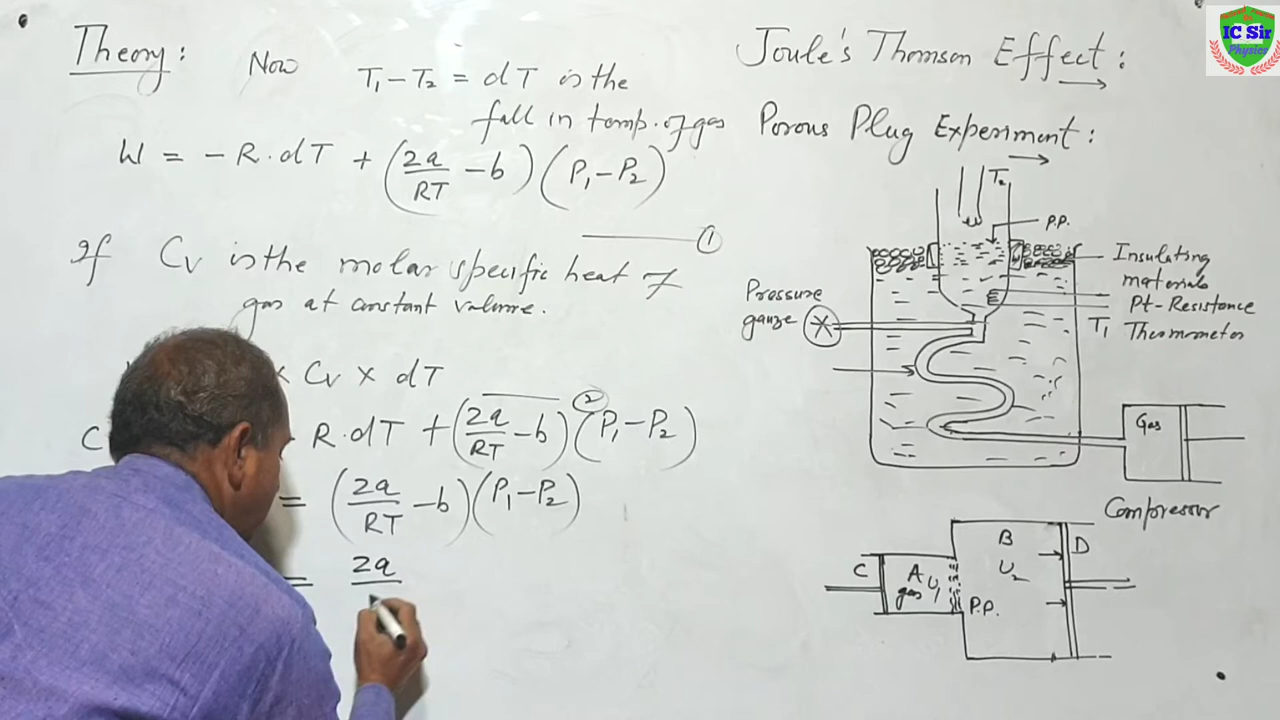 Theory:
Now
T₁ – T₂ = dT is the
fall in temp. of gas
W = – R.dT + (2a/RT – b) (P₁ – P₂)
①
If Cv is the molar specific heat of
gas at constant volume.
× Cv × dT
②
C
R.dT + (2a/RT – b) (P₁ – P₂)
= (2a/RT – b) (P₁ – P₂)
= 2a
Joule's Thomson Effect:
Porous Plug Experiment:
T₂
P.P.
Insulating
materials
Pt-Resistance
T₁ Thermometer
Pressure
gauze
Gas
Compressor
C
A
U₁
gas
P.P.
B
U₂
D
IC Sir
Physics